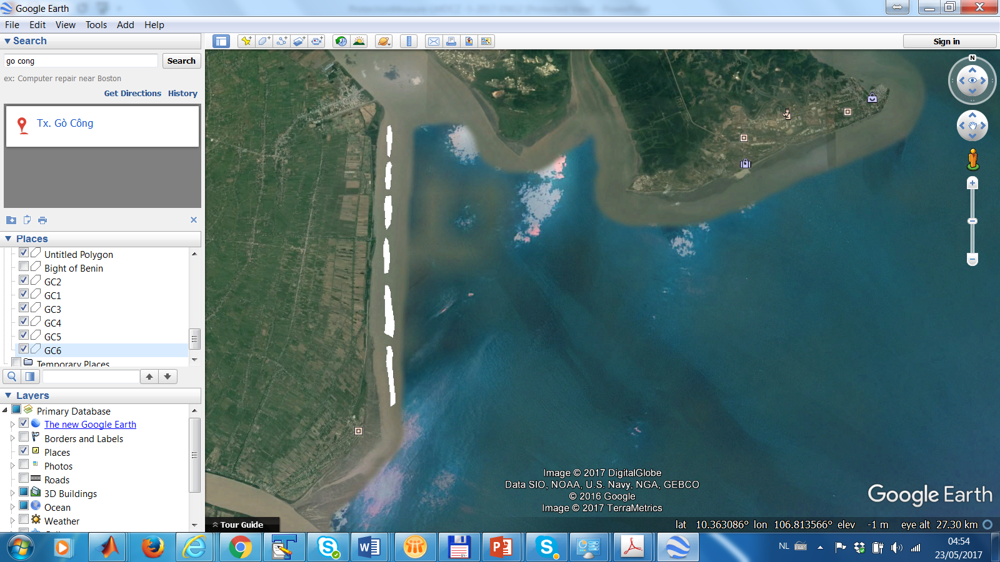 Google Earth
File Edit View Tools Add Help
Search
go cong
Search
ex: Computer repair near Boston
Get Directions History
Tx. Gò Công
Places
Untitled Polygon
Bight of Benin
GC2
GC1
GC3
GC4
GC5
GC6
Temporary Places
Layers
Primary Database
The new Google Earth
Borders and Labels
Places
Photos
Roads
3D Buildings
Ocean
Weather
Sign in
N
Image © 2017 DigitalGlobe
Data SIO, NOAA, U.S. Navy, NGA, GEBCO
© 2016 Google
Image © 2017 TerraMetrics
Google Earth
Tour Guide
lat 10.363086° lon 106.813566° elev -1 m eye alt 27.30 km
NL
04:54
23/05/2017